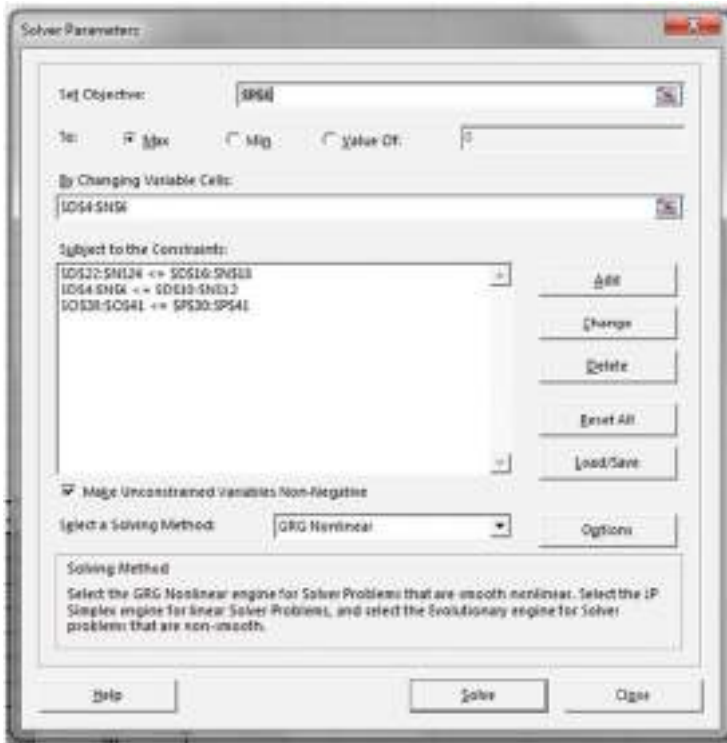 Solver Parameters
Set Objective:
To: Max Min Value Of: 0
By Changing Variable Cells:
Subject to the Constraints:
Add
Change
Delete
Reset All
Load/Save
Make Unconstrained Variables Non-Negative
Select a Solving Method: GRG Nonlinear Options
Solving Method
Select the GRG Nonlinear engine for Solver Problems that are smooth nonlinear. Select the LP
Simplex engine for linear Solver Problems, and select the Evolutionary engine for Solver
problems that are non-smooth.
Help Solve Close